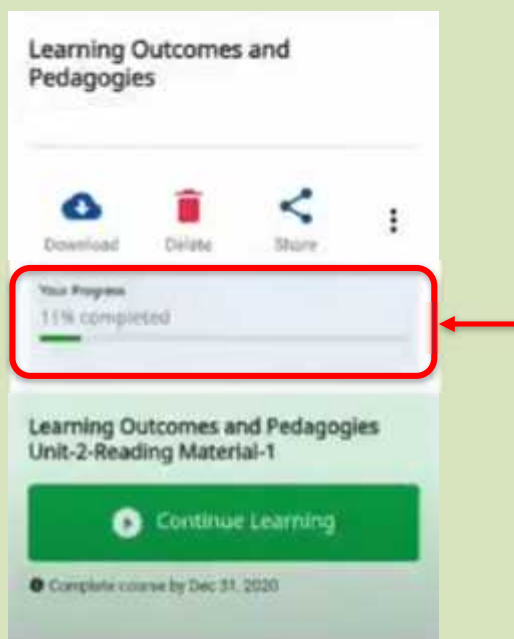 Learning Outcomes and
Pedagogies
Download Delete Share
Your Progress
11% completed
Learning Outcomes and Pedagogies
Unit-2-Reading Material-1
Continue Learning
Complete course by Dec 31, 2020